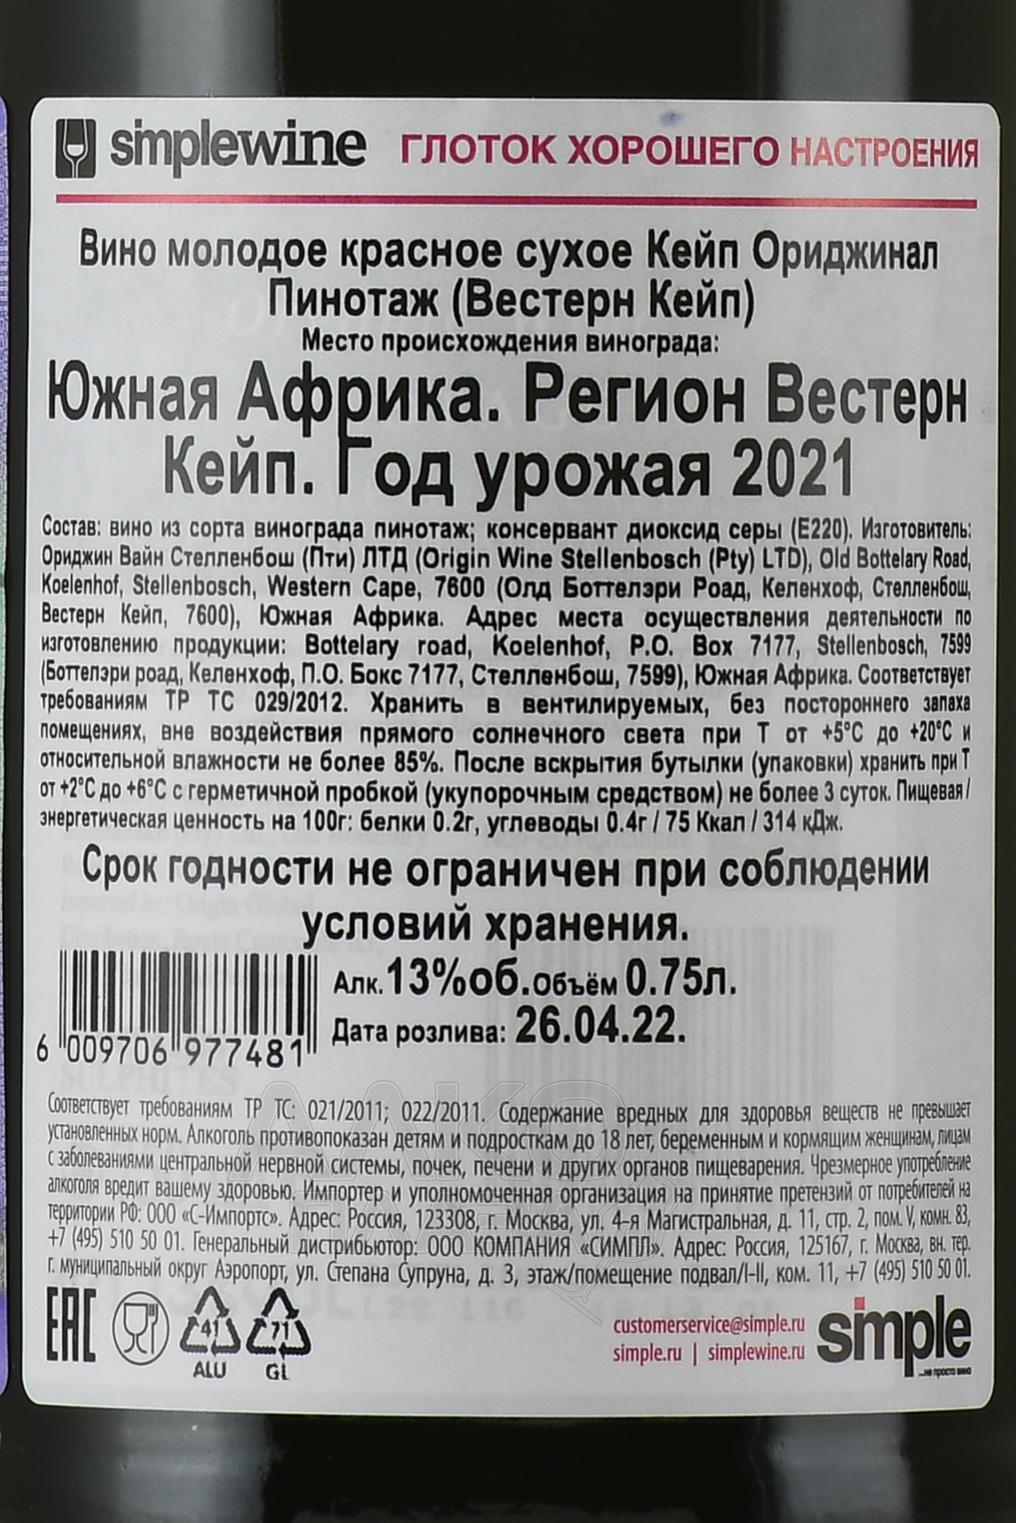 simplewine ГЛОТОК ХОРОШЕГО НАСТРОЕНИЯ
Вино молодое красное сухое Кейп Ориджинал
Пинотаж (Вестерн Кейп)
Место происхождения винограда:
Южная Африка. Регион Вестерн
Кейп. Год урожая 2021
Состав: вино из сорта винограда пинотаж; консервант диоксид серы (Е220). Изготовитель:
Ориджин Вайн Стелленбош (Пти) ЛТД (Origin Wine Stellenbosch (Pty) LTD), Old Bottelary Road,
Koelenhof, Stellenbosch, Western Cape, 7600 (Олд Боттелэри Роад, Келенхоф, Стелленбош,
Вестерн Кейп, 7600), Южная Африка. Адрес места осуществления деятельности по
изготовлению продукции: Bottelary road, Koelenhof, P.O. Box 7177, Stellenbosch, 7599
(Боттелэри роад, Келенхоф, П.О. Бокс 7177, Стелленбош, 7599), Южная Африка. Соответствует
требованиям ТР ТС 029/2012. Хранить в вентилируемых, без постороннего запаха
помещениях, вне воздействия прямого солнечного света при Т от +5°С до +20°С и
относительной влажности не более 85%. После вскрытия бутылки (упаковки) хранить при Т
от +2°С до +6°С с герметичной пробкой (укупорочным средством) не более 3 суток. Пищевая/
энергетическая ценность на 100г: белки 0.2г, углеводы 0.4г / 75 Ккал / 314 кДж.
Срок годности не ограничен при соблюдении
условий хранения.
Алк. 13%об. Объём 0.75л.
Дата розлива: 26.04.22.
6 009706 977481
Соответствует требованиям ТР ТС: 021/2011; 022/2011. Содержание вредных для здоровья веществ не превышает
установленных норм. Алкоголь противопоказан детям и подросткам до 18 лет, беременным и кормящим женщинам, лицам
с заболеваниями центральной нервной системы, почек, печени и других органов пищеварения. Чрезмерное употребление
алкоголя вредит вашему здоровью. Импортер и уполномоченная организация на принятие претензий от потребителей на
территории РФ: ООО «С-Импортс». Адрес: Россия, 123308, г. Москва, ул. 4-я Магистральная, д. 11, стр. 2, пом. V, комн. 83,
+7 (495) 510 50 01. Генеральный дистрибьютор: ООО КОМПАНИЯ «СИМПЛ». Адрес: Россия, 125167, г. Москва, вн. тер.
г. муниципальный округ Аэропорт, ул. Степана Супруна, д. 3, этаж/помещение подвал/I-II, ком. 11, +7 (495) 510 50 01.
EAC 41 71
ALU GL
customerservice@simple.ru
simple.ru | simplewine.ru
simple
...не просто вино